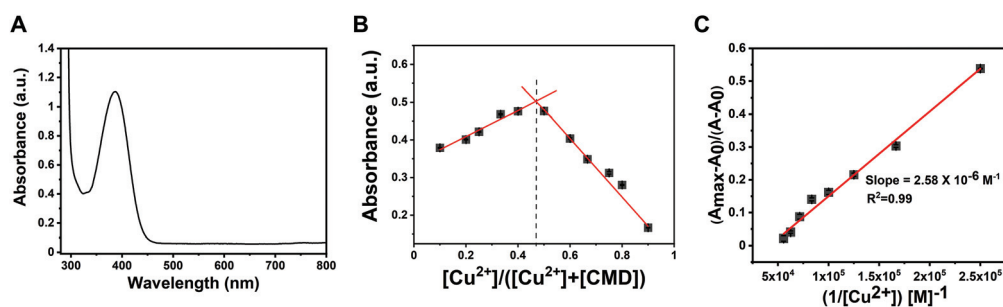 A
Absorbance (a.u.)
1.4
1.2
1
0.8
0.6
0.4
0.2
0
300
400
500
600
700
800
Wavelength (nm)
B
Absorbance (a.u.)
0.6
0.5
0.4
0.3
0.2
0
0.2
0.4
0.6
0.8
1
[Cu²⁺]/([Cu²⁺]+[CMD])
C
(Amax-A₀)/(A-A₀)
0.6
0.5
0.4
0.3
0.2
0.1
0
Slope = 2.58 X 10⁻⁶ M⁻¹
R²=0.99
5x10⁴
1x10⁵
1.5x10⁵
2x10⁵
2.5x10⁵
(1/[Cu²⁺]) [M]⁻¹